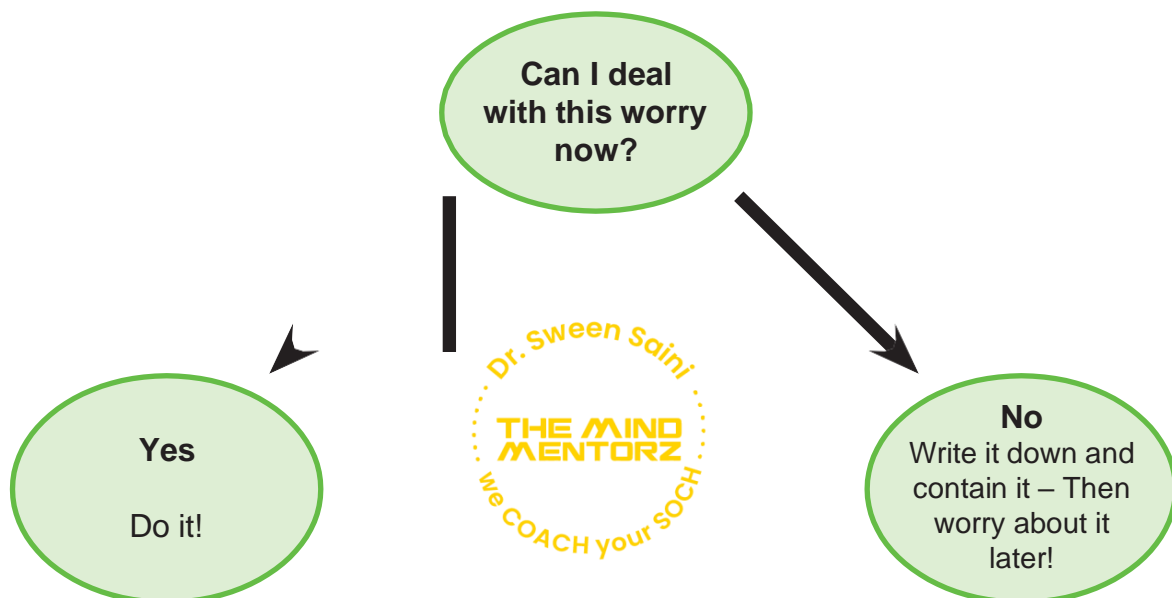 Can I deal
with this worry
now?
Dr. Sween Saini
THE MIND
MENTORZ
we COACH your SOCH
Yes
Do it!
No
Write it down and
contain it – Then
worry about it
later!